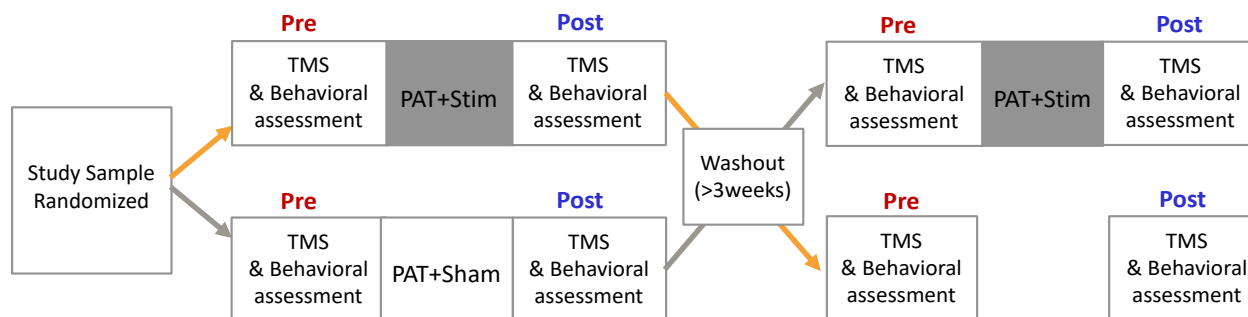 Pre
Post
Pre
Post
TMS
& Behavioral
assessment
PAT+Stim
TMS
& Behavioral
assessment
TMS
& Behavioral
assessment
PAT+Stim
TMS
& Behavioral
assessment
Study Sample
Randomized
Washout
(>3weeks)
Pre
Post
Pre
Post
TMS
& Behavioral
assessment
PAT+Sham
TMS
& Behavioral
assessment
TMS
& Behavioral
assessment
TMS
& Behavioral
assessment